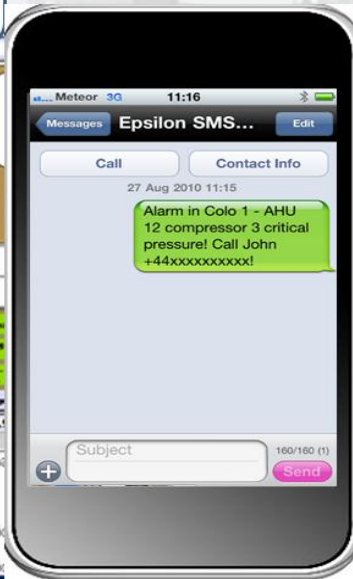 Meteor 3G 11:16
Messages Epsilon SMS... Edit
Call Contact Info
27 Aug 2010 11:15
Alarm in Colo 1 - AHU
12 compressor 3 critical
pressure! Call John
+44xxxxxxxxxx!
Subject
160/160 (1)
Send